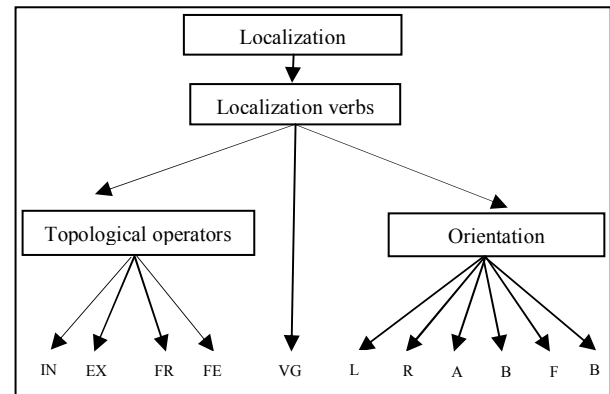 Localization
Localization verbs
Topological operators
Orientation
IN EX FR FE VG L R A B F B